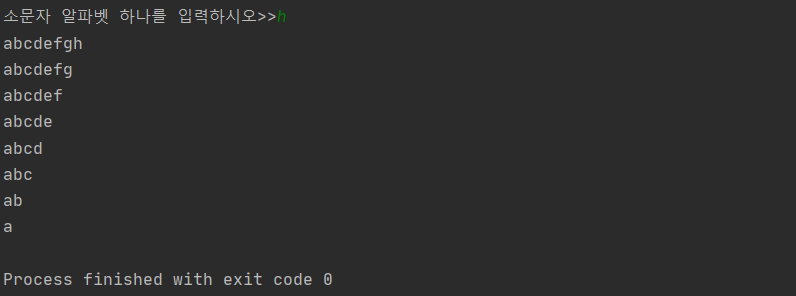 소문자 알파벳 하나를 입력하시오>>h
abcdefgh
abcdefg
abcdef
abcde
abcd
abc
ab
a
Process finished with exit code 0